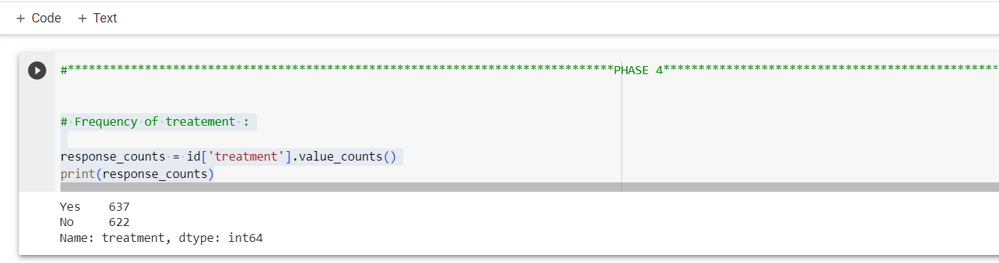 + Code + Text
#******************************************************************************PHASE 4************************************************
# Frequency of treatement :
response_counts = id['treatment'].value_counts()
print(response_counts)
Yes    637
No     622
Name: treatment, dtype: int64